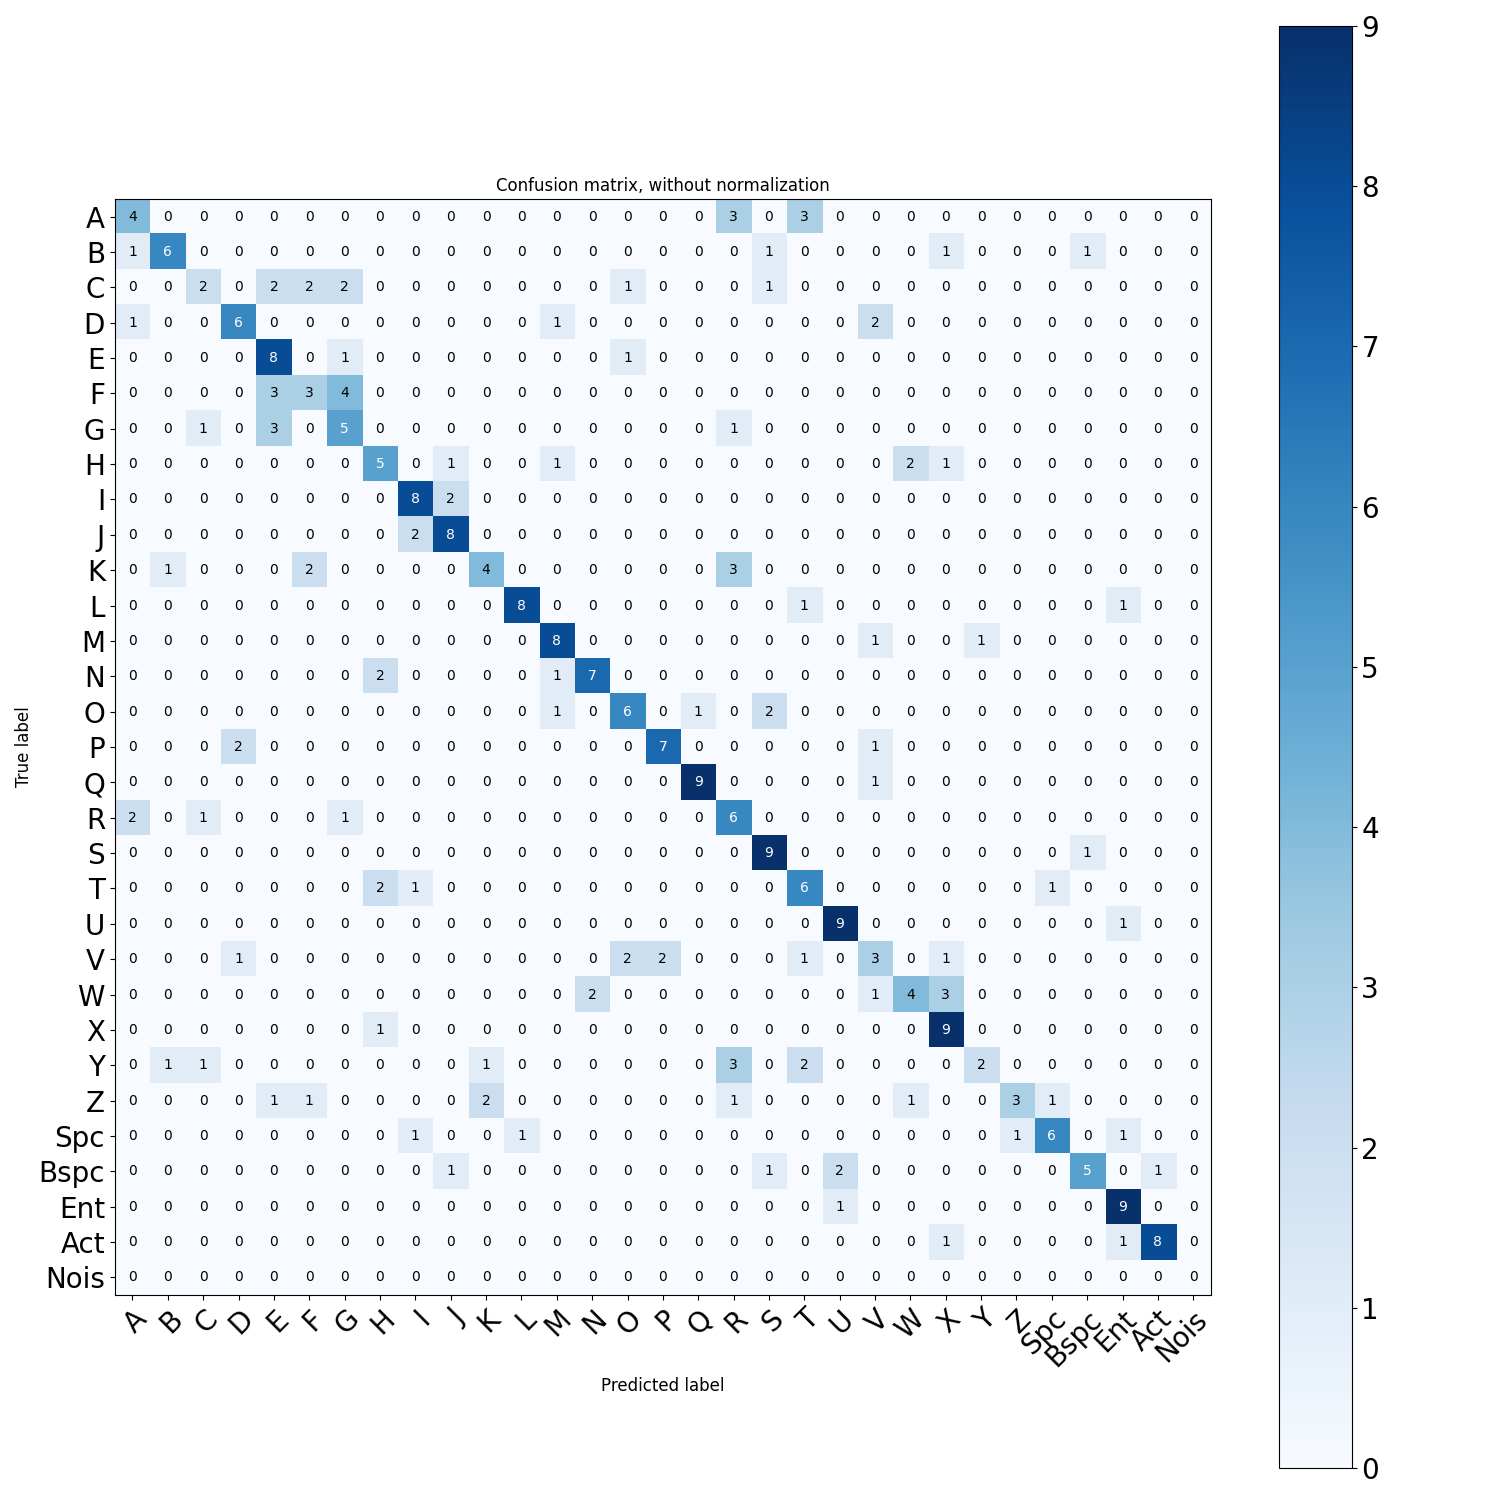 Confusion matrix, without normalization
True label
A 4 0 0 0 0 0 0 0 0 0 0 0 0 0 0 0 0 3 0 3 0 0 0 0 0 0 0 0 0 0 0
B 1 6 0 0 0 0 0 0 0 0 0 0 0 0 0 0 0 0 1 0 0 0 0 1 0 0 0 1 0 0 0
C 0 0 2 0 2 2 2 0 0 0 0 0 0 0 1 0 0 0 1 0 0 0 0 0 0 0 0 0 0 0 0
D 1 0 0 6 0 0 0 0 0 0 0 0 1 0 0 0 0 0 0 0 0 2 0 0 0 0 0 0 0 0 0
E 0 0 0 0 8 0 1 0 0 0 0 0 0 0 1 0 0 0 0 0 0 0 0 0 0 0 0 0 0 0 0
F 0 0 0 0 3 3 4 0 0 0 0 0 0 0 0 0 0 0 0 0 0 0 0 0 0 0 0 0 0 0 0
G 0 0 1 0 3 0 5 0 0 0 0 0 0 0 0 0 0 1 0 0 0 0 0 0 0 0 0 0 0 0 0
H 0 0 0 0 0 0 0 5 0 1 0 0 1 0 0 0 0 0 0 0 0 0 2 1 0 0 0 0 0 0 0
I 0 0 0 0 0 0 0 0 8 2 0 0 0 0 0 0 0 0 0 0 0 0 0 0 0 0 0 0 0 0 0
J 0 0 0 0 0 0 0 0 2 8 0 0 0 0 0 0 0 0 0 0 0 0 0 0 0 0 0 0 0 0 0
K 0 1 0 0 0 2 0 0 0 0 4 0 0 0 0 0 0 3 0 0 0 0 0 0 0 0 0 0 0 0 0
L 0 0 0 0 0 0 0 0 0 0 0 8 0 0 0 0 0 0 0 1 0 0 0 0 0 0 0 0 1 0 0
M 0 0 0 0 0 0 0 0 0 0 0 0 8 0 0 0 0 0 0 0 0 1 0 0 1 0 0 0 0 0 0
N 0 0 0 0 0 0 0 2 0 0 0 0 1 7 0 0 0 0 0 0 0 0 0 0 0 0 0 0 0 0 0
O 0 0 0 0 0 0 0 0 0 0 0 0 1 0 6 0 1 0 2 0 0 0 0 0 0 0 0 0 0 0 0
P 0 0 0 2 0 0 0 0 0 0 0 0 0 0 0 7 0 0 0 0 0 1 0 0 0 0 0 0 0 0 0
Q 0 0 0 0 0 0 0 0 0 0 0 0 0 0 0 0 9 0 0 0 0 1 0 0 0 0 0 0 0 0 0
R 2 0 1 0 0 0 1 0 0 0 0 0 0 0 0 0 0 6 0 0 0 0 0 0 0 0 0 0 0 0 0
S 0 0 0 0 0 0 0 0 0 0 0 0 0 0 0 0 0 0 9 0 0 0 0 0 0 0 0 1 0 0 0
T 0 0 0 0 0 0 0 2 1 0 0 0 0 0 0 0 0 0 0 6 0 0 0 0 0 0 1 0 0 0 0
U 0 0 0 0 0 0 0 0 0 0 0 0 0 0 0 0 0 0 0 0 9 0 0 0 0 0 0 0 1 0 0
V 0 0 0 1 0 0 0 0 0 0 0 0 0 0 2 2 0 0 0 1 0 3 0 1 0 0 0 0 0 0 0
W 0 0 0 0 0 0 0 0 0 0 0 0 0 2 0 0 0 0 0 0 0 1 4 3 0 0 0 0 0 0 0
X 0 0 0 0 0 0 0 1 0 0 0 0 0 0 0 0 0 0 0 0 0 0 0 9 0 0 0 0 0 0 0
Y 0 1 1 0 0 0 0 0 0 0 1 0 0 0 0 0 0 3 0 2 0 0 0 0 2 0 0 0 0 0 0
Z 0 0 0 0 1 1 0 0 0 0 2 0 0 0 0 0 0 1 0 0 0 0 1 0 0 3 1 0 0 0 0
Spc 0 0 0 0 0 0 0 0 1 0 0 1 0 0 0 0 0 0 0 0 0 0 0 0 0 1 6 0 1 0 0
Bspc 0 0 0 0 0 0 0 0 0 1 0 0 0 0 0 0 0 0 1 0 2 0 0 0 0 0 0 5 0 1 0
Ent 0 0 0 0 0 0 0 0 0 0 0 0 0 0 0 0 0 0 0 0 1 0 0 0 0 0 0 0 9 0 0
Act 0 0 0 0 0 0 0 0 0 0 0 0 0 0 0 0 0 0 0 0 0 0 0 1 0 0 0 0 1 8 0
Nois 0 0 0 0 0 0 0 0 0 0 0 0 0 0 0 0 0 0 0 0 0 0 0 0 0 0 0 0 0 0 0
A B C D E F G H I J K L M N O P Q R S T U V W X Y Z Spc Bspc Ent Act Nois
Predicted label
9
8
7
6
5
4
3
2
1
0